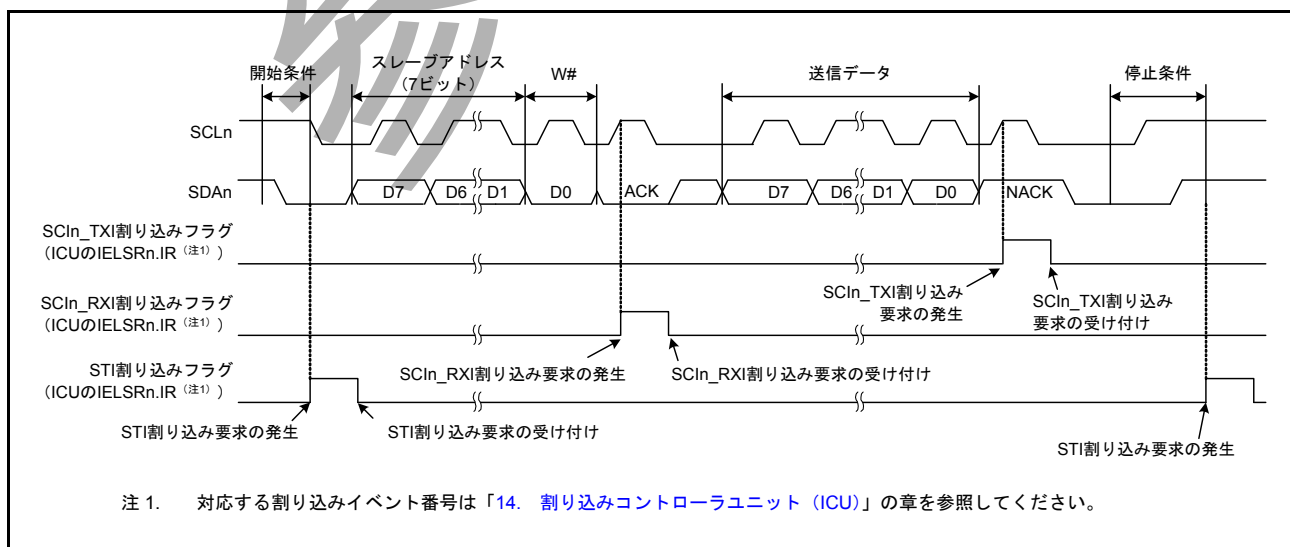 開始条件
スレーブアドレス
(7ビット)
W#
送信データ
停止条件
SCLn
SDAn
D7
D6
D1
D0
ACK
D7
D6
D1
D0
NACK
SCIn_TXI割り込みフラグ
(ICUのIELSRn.IR (注1) )
SCIn_TXI割り込み
要求の発生
SCIn_TXI割り込み
要求の受け付け
SCIn_RXI割り込みフラグ
(ICUのIELSRn.IR (注1) )
SCIn_RXI割り込み要求の発生
SCIn_RXI割り込み要求の受け付け
STI割り込みフラグ
(ICUのIELSRn.IR (注1) )
STI割り込み要求の発生
STI割り込み要求の受け付け
STI割り込み要求の発生
注 1. 対応する割り込みイベント番号は「14. 割り込みコントローラユニット (ICU)」の章を参照してください。